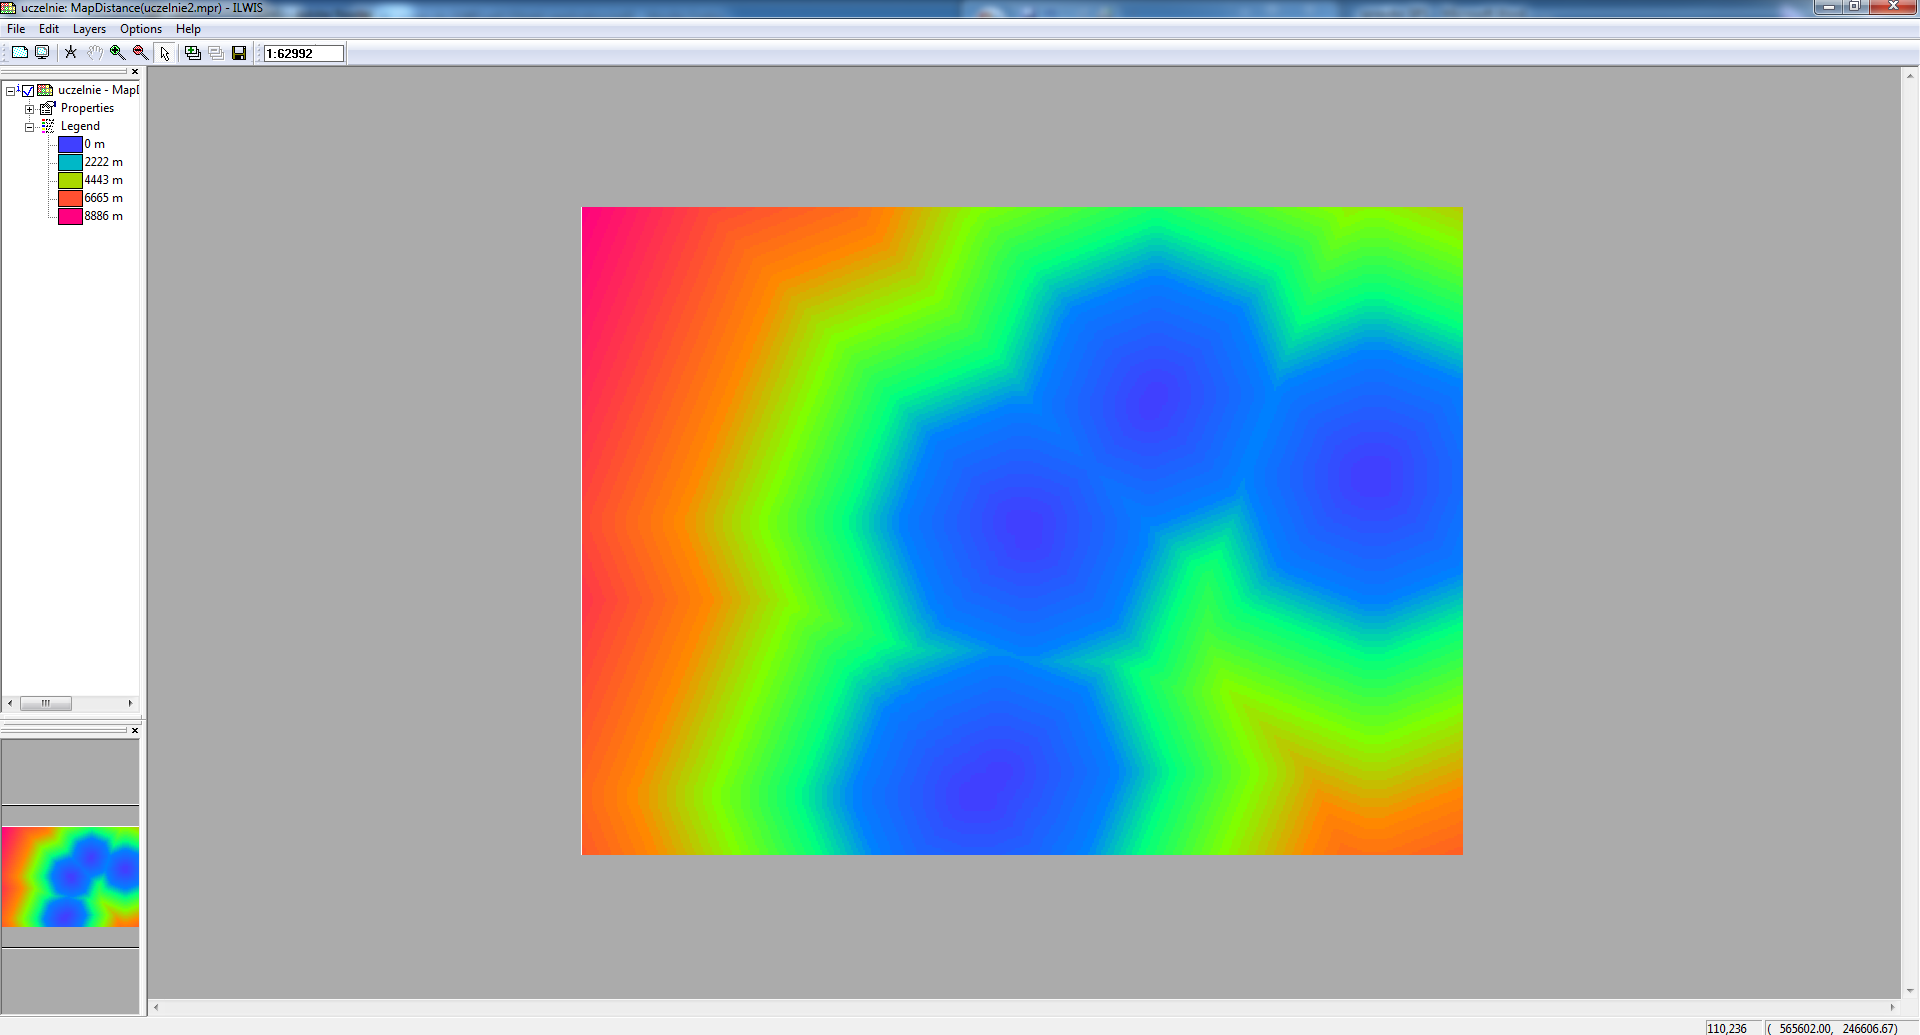 uczelnie: MapDistance(uczelnie2.mpr) - ILWIS
File Edit Layers Options Help
1:62992
uczelnie - MapD
Properties
Legend
0 m
2222 m
4443 m
6665 m
8886 m
110,236 ( 565602.00, 246606.67)